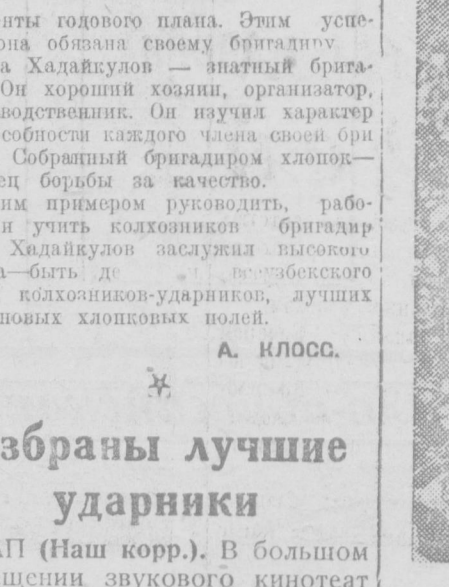 нты годового плана. Этим успе-
она обязана своему бригадиру
а Хадайкулов — знатный брига-
Он хороший хозяин, организатор,
водственник. Он изучил характер
собности каждого члена своей бри
Собранный бригадиром хлопок—
ец борьбы за качество.
им примером руководить, рабо-
и учить колхозников бригадир
Хадайкулов заслужил высокого
а—быть де всеузбекского
колхозников-ударников, лучших
новых хлопковых полей.
А. КЛОСС.
збраны лучшие
ударники
АП (Наш корр.). В большом
щении звукового кинотеат